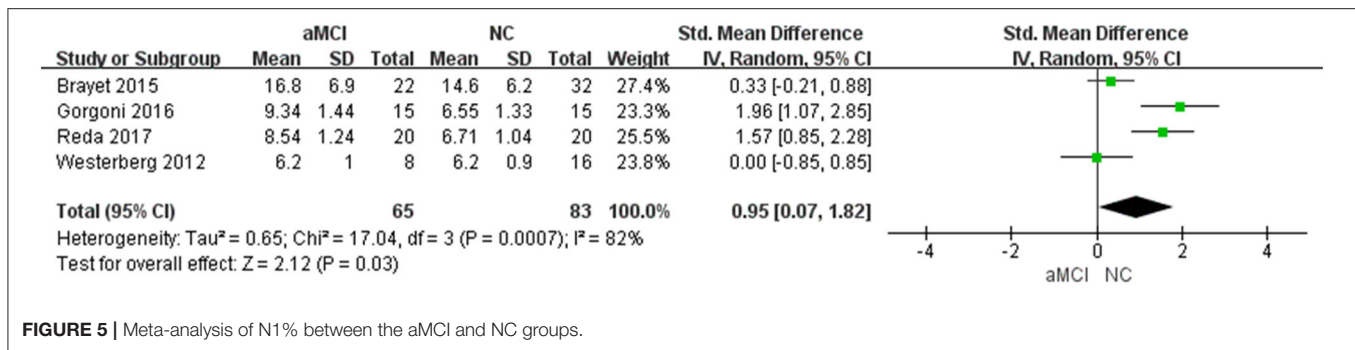 aMCI NC Std. Mean Difference Std. Mean Difference
Study or Subgroup Mean SD Total Mean SD Total Weight IV, Random, 95% CI IV, Random, 95% CI
Brayet 2015 16.8 6.9 22 14.6 6.2 32 27.4% 0.33 [-0.21, 0.88]
Gorgoni 2016 9.34 1.44 15 6.55 1.33 15 23.3% 1.96 [1.07, 2.85]
Reda 2017 8.54 1.24 20 6.71 1.04 20 25.5% 1.57 [0.85, 2.28]
Westerberg 2012 6.2 1 8 6.2 0.9 16 23.8% 0.00 [-0.85, 0.85]
Total (95% CI) 65 83 100.0% 0.95 [0.07, 1.82]
Heterogeneity: Tau² = 0.65; Chi² = 17.04, df = 3 (P = 0.0007); I² = 82%
Test for overall effect: Z = 2.12 (P = 0.03)
-4 -2 0 2 4
aMCI NC
FIGURE 5 | Meta-analysis of N1% between the aMCI and NC groups.